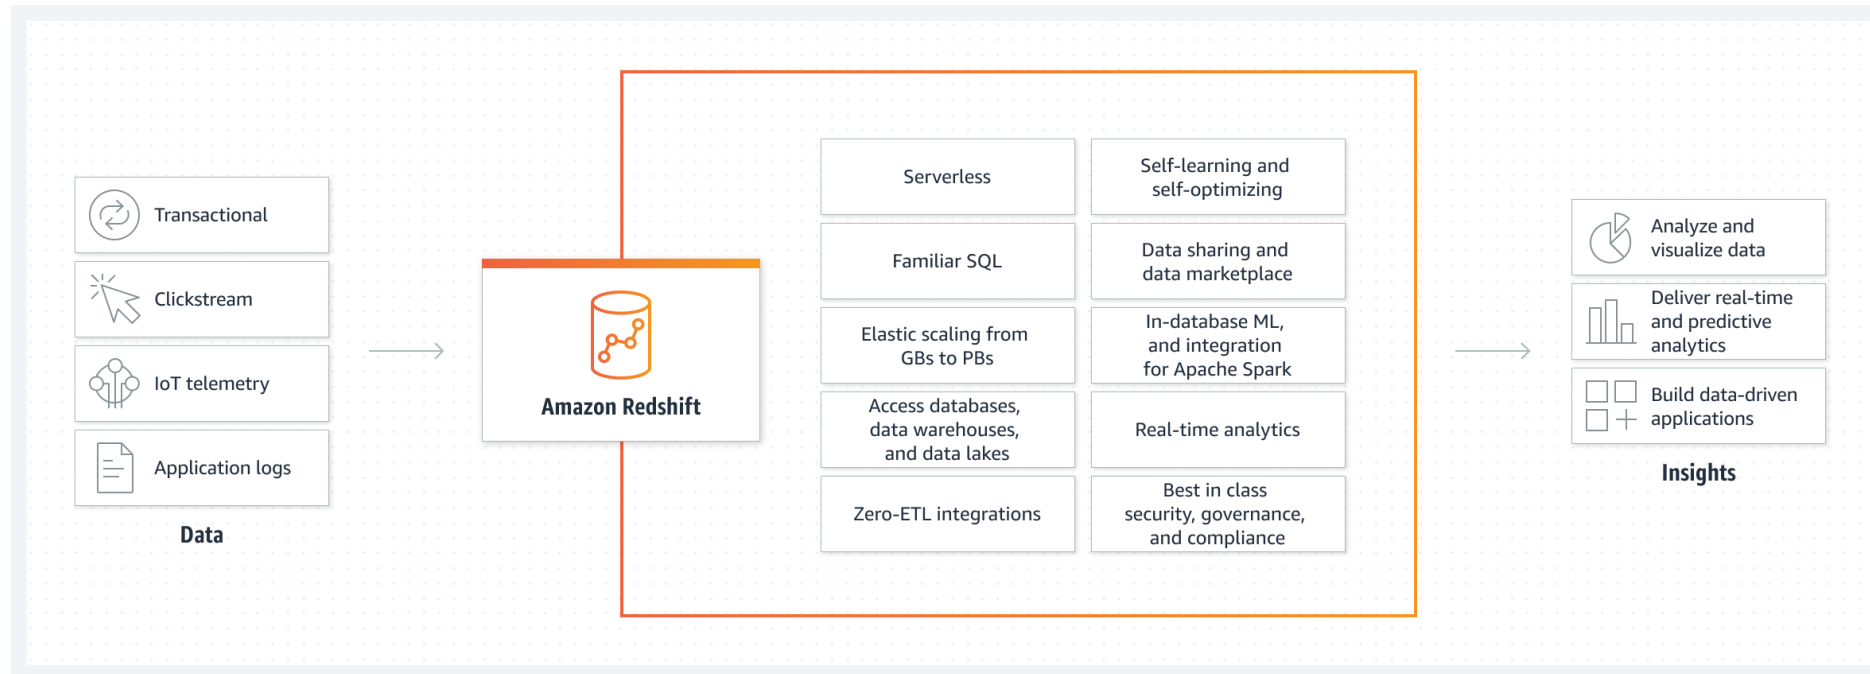 Transactional
Clickstream
IoT telemetry
Application logs
Data
Amazon Redshift
Serverless
Familiar SQL
Elastic scaling from
GBs to PBs
Access databases,
data warehouses,
and data lakes
Zero-ETL integrations
Self-learning and
self-optimizing
Data sharing and
data marketplace
In-database ML,
and integration
for Apache Spark
Real-time analytics
Best in class
security, governance,
and compliance
Analyze and
visualize data
Deliver real-time
and predictive
analytics
Build data-driven
applications
Insights